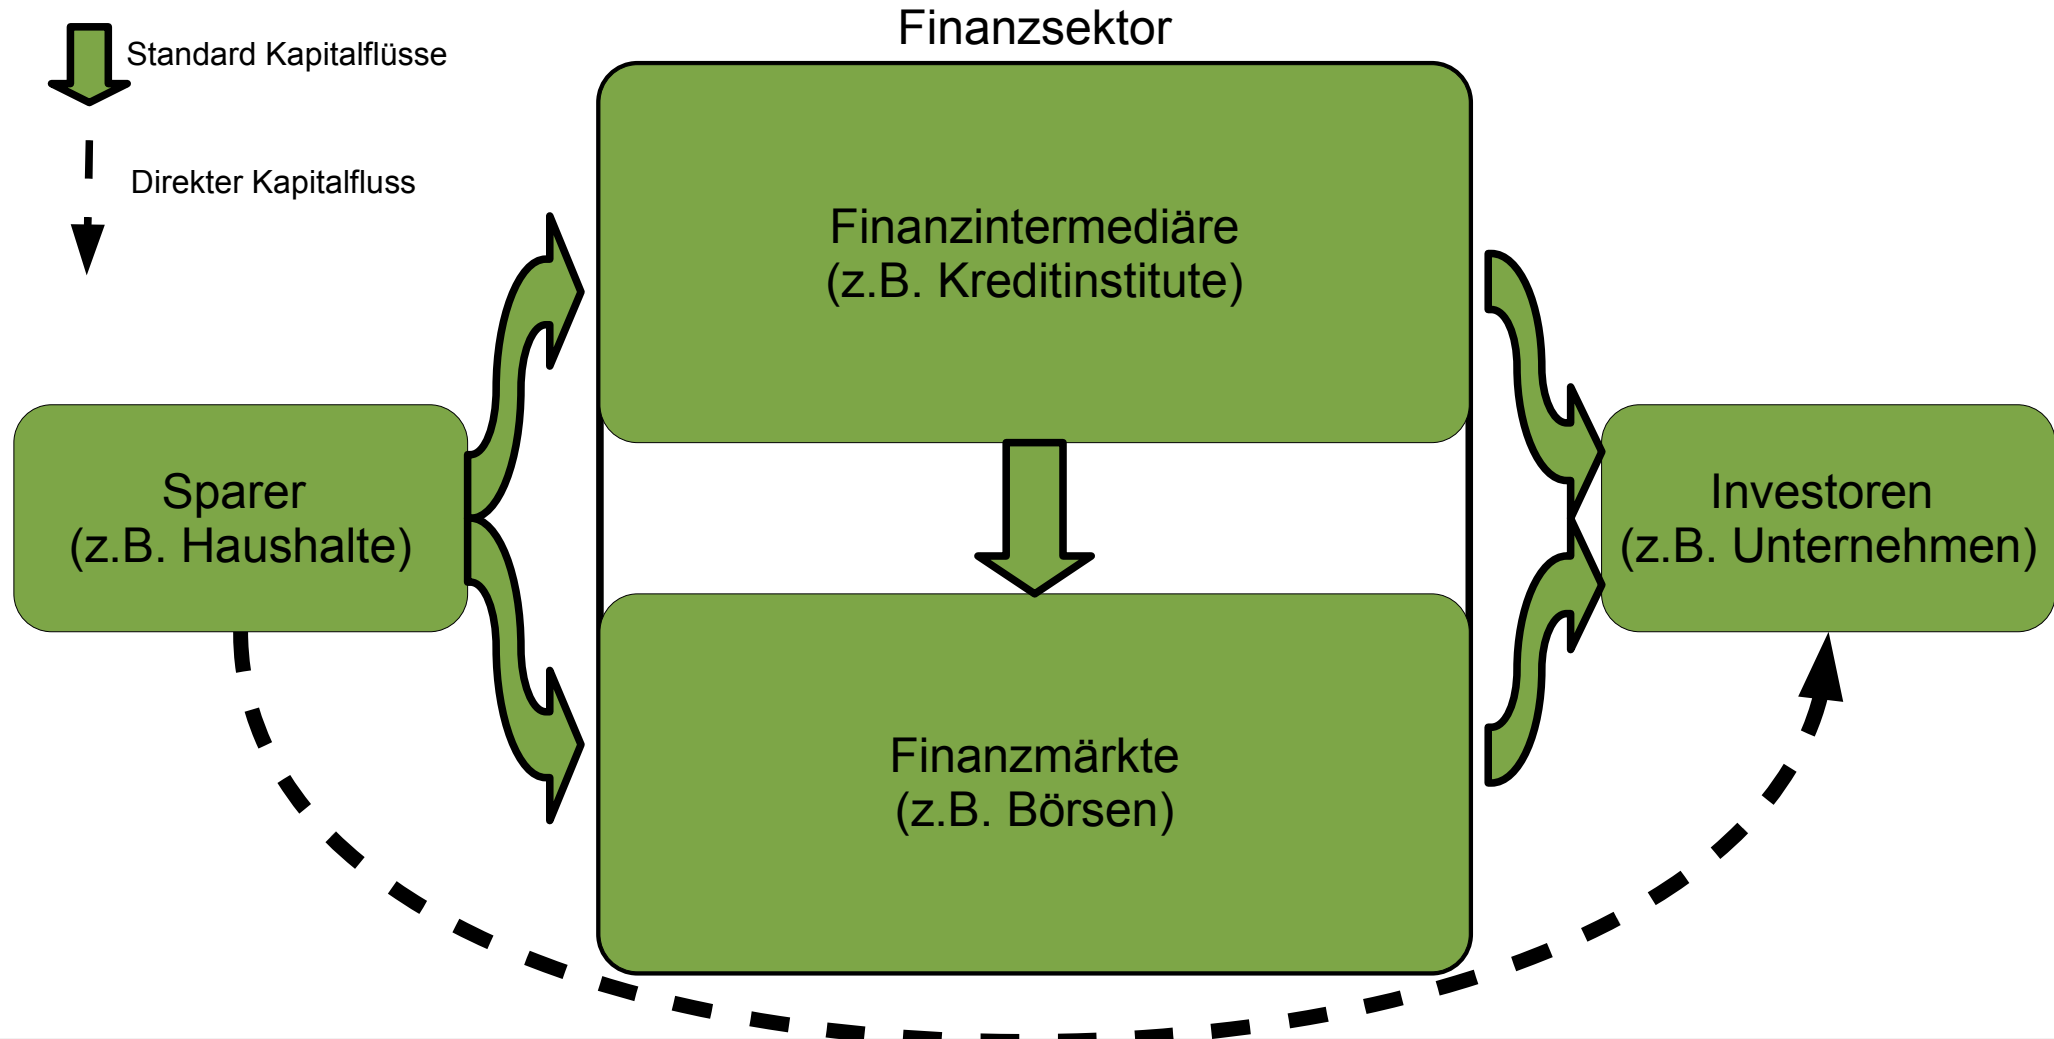 Finanzsektor
Standard Kapitalflüsse
Direkter Kapitalfluss
Finanzintermediäre
(z.B. Kreditinstitute)
Sparer
(z.B. Haushalte)
Investoren
(z.B. Unternehmen)
Finanzmärkte
(z.B. Börsen)